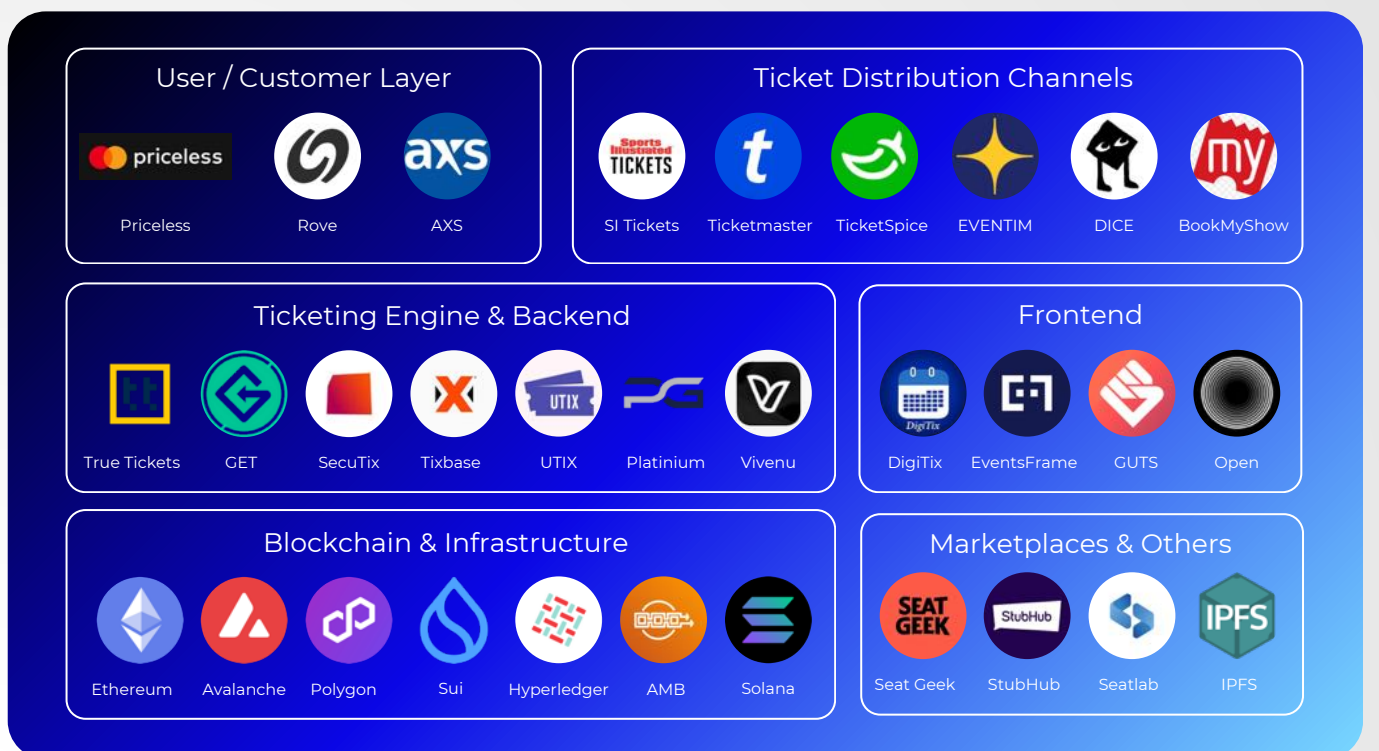 User / Customer Layer
priceless
axs
Priceless
Rove
AXS
Ticket Distribution Channels
Sports
Illustrated
TICKETS
t
my
SI Tickets
Ticketmaster
TicketSpice
EVENTIM
DICE
BookMyShow
Ticketing Engine & Backend
tt
UTIX
PG
True Tickets
GET
SecuTix
Tixbase
UTIX
Platinium
Vivenu
Frontend
DigiTix
DigiTix
EventsFrame
GUTS
Open
Blockchain & Infrastructure
Ethereum
Avalanche
Polygon
Sui
Hyperledger
AMB
Solana
Marketplaces & Others
SEAT
GEEK
StubHub
IPFS
Seat Geek
StubHub
Seatlab
IPFS